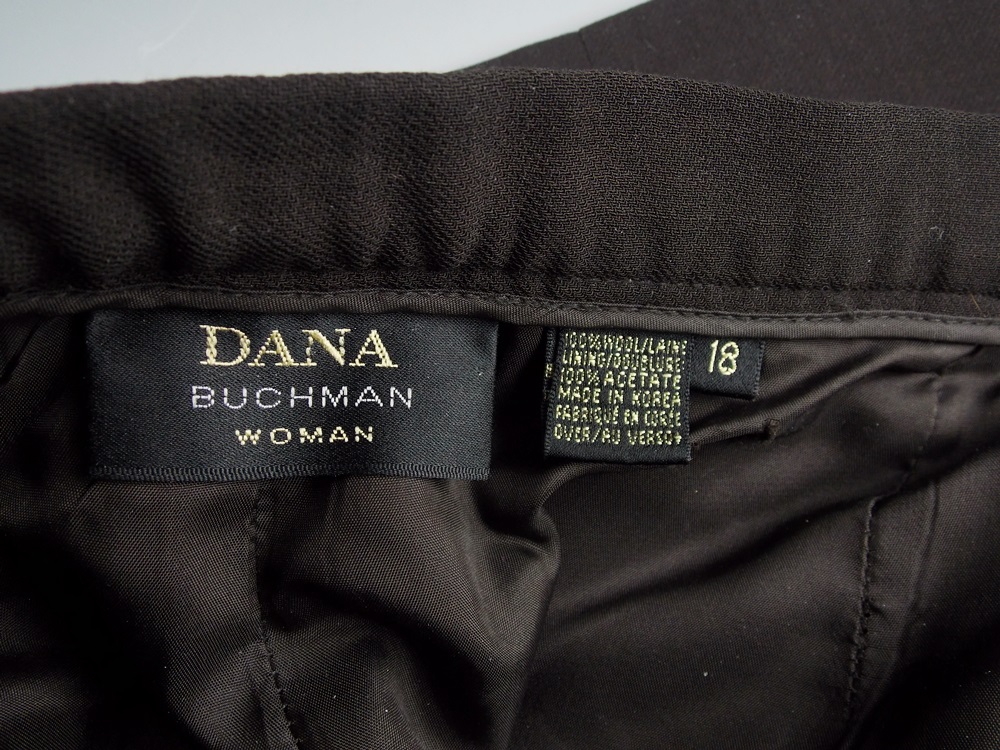 DANA
BUCHMAN
WOMAN
100%WOOL/LAINE
LINING/DOUBLURE
100% ACETATE
MADE IN KOREA
FABRIQUÉ EN CORÉE
OVER/AU VERSO
18